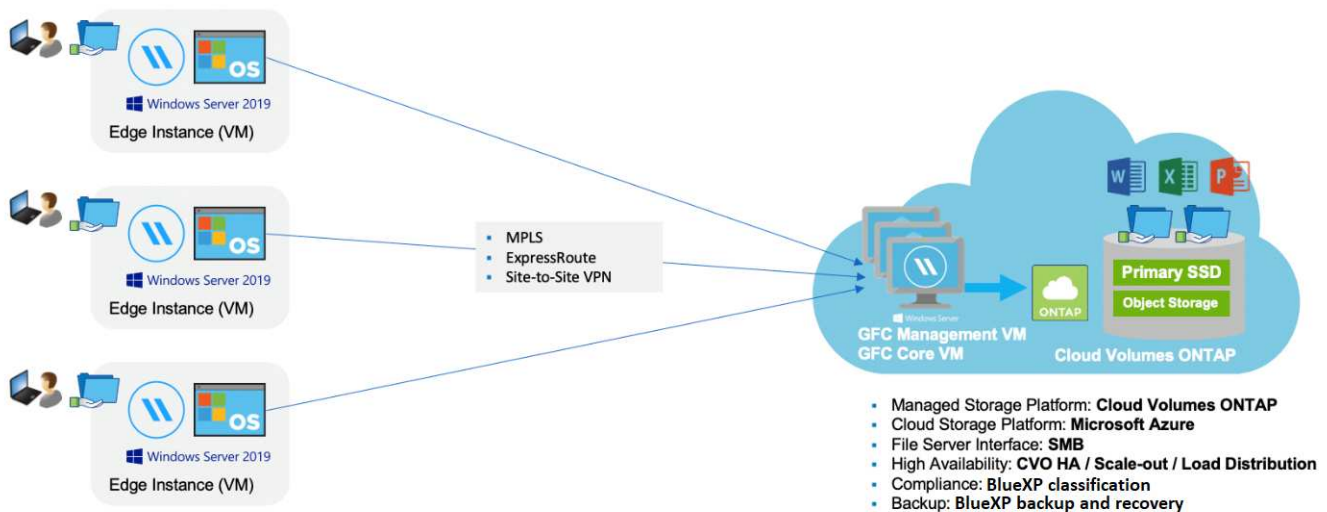 OS
Windows Server 2019
Edge Instance (VM)
OS
Windows Server 2019
Edge Instance (VM)
OS
Windows Server 2019
Edge Instance (VM)
▪ MPLS
▪ ExpressRoute
▪ Site-to-Site VPN
Windows Server
GFC Management VM
GFC Core VM
ONTAP
W
X
P
Primary SSD
Object Storage
Cloud Volumes ONTAP
▪ Managed Storage Platform: Cloud Volumes ONTAP
▪ Cloud Storage Platform: Microsoft Azure
▪ File Server Interface: SMB
▪ High Availability: CVO HA / Scale-out / Load Distribution
▪ Compliance: BlueXP classification
▪ Backup: BlueXP backup and recovery